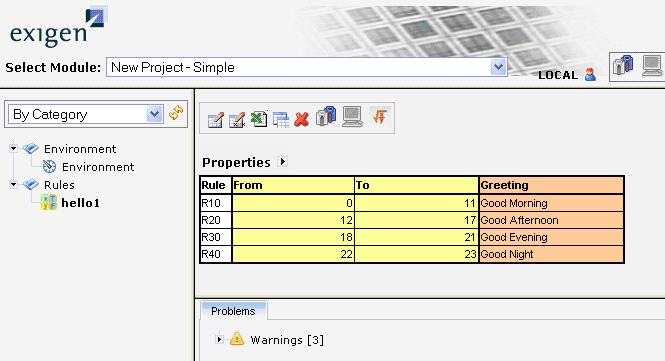 exigen
Select Module: New Project - Simple
LOCAL
By Category
Environment
Environment
Rules
hello1
Properties
Rule From To Greeting
R10 0 11 Good Morning
R20 12 17 Good Afternoon
R30 18 21 Good Evening
R40 22 23 Good Night
Problems
Warnings [3]